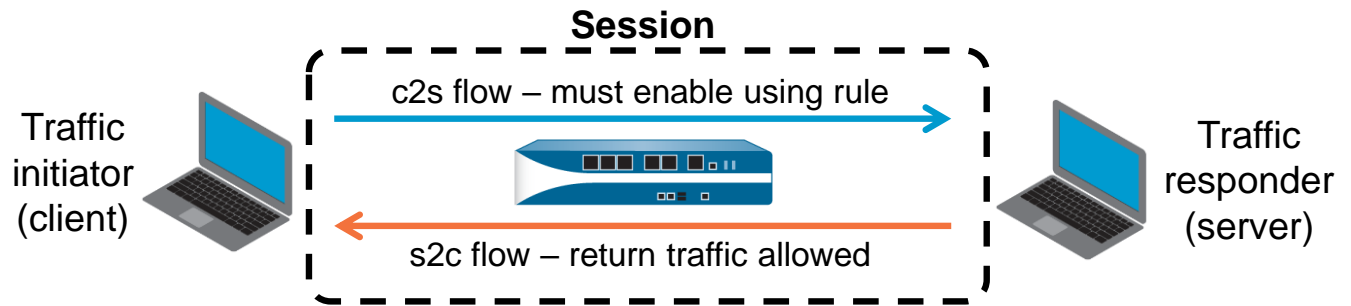 Session
c2s flow – must enable using rule
Traffic
initiator
(client)
Traffic
responder
(server)
s2c flow – return traffic allowed